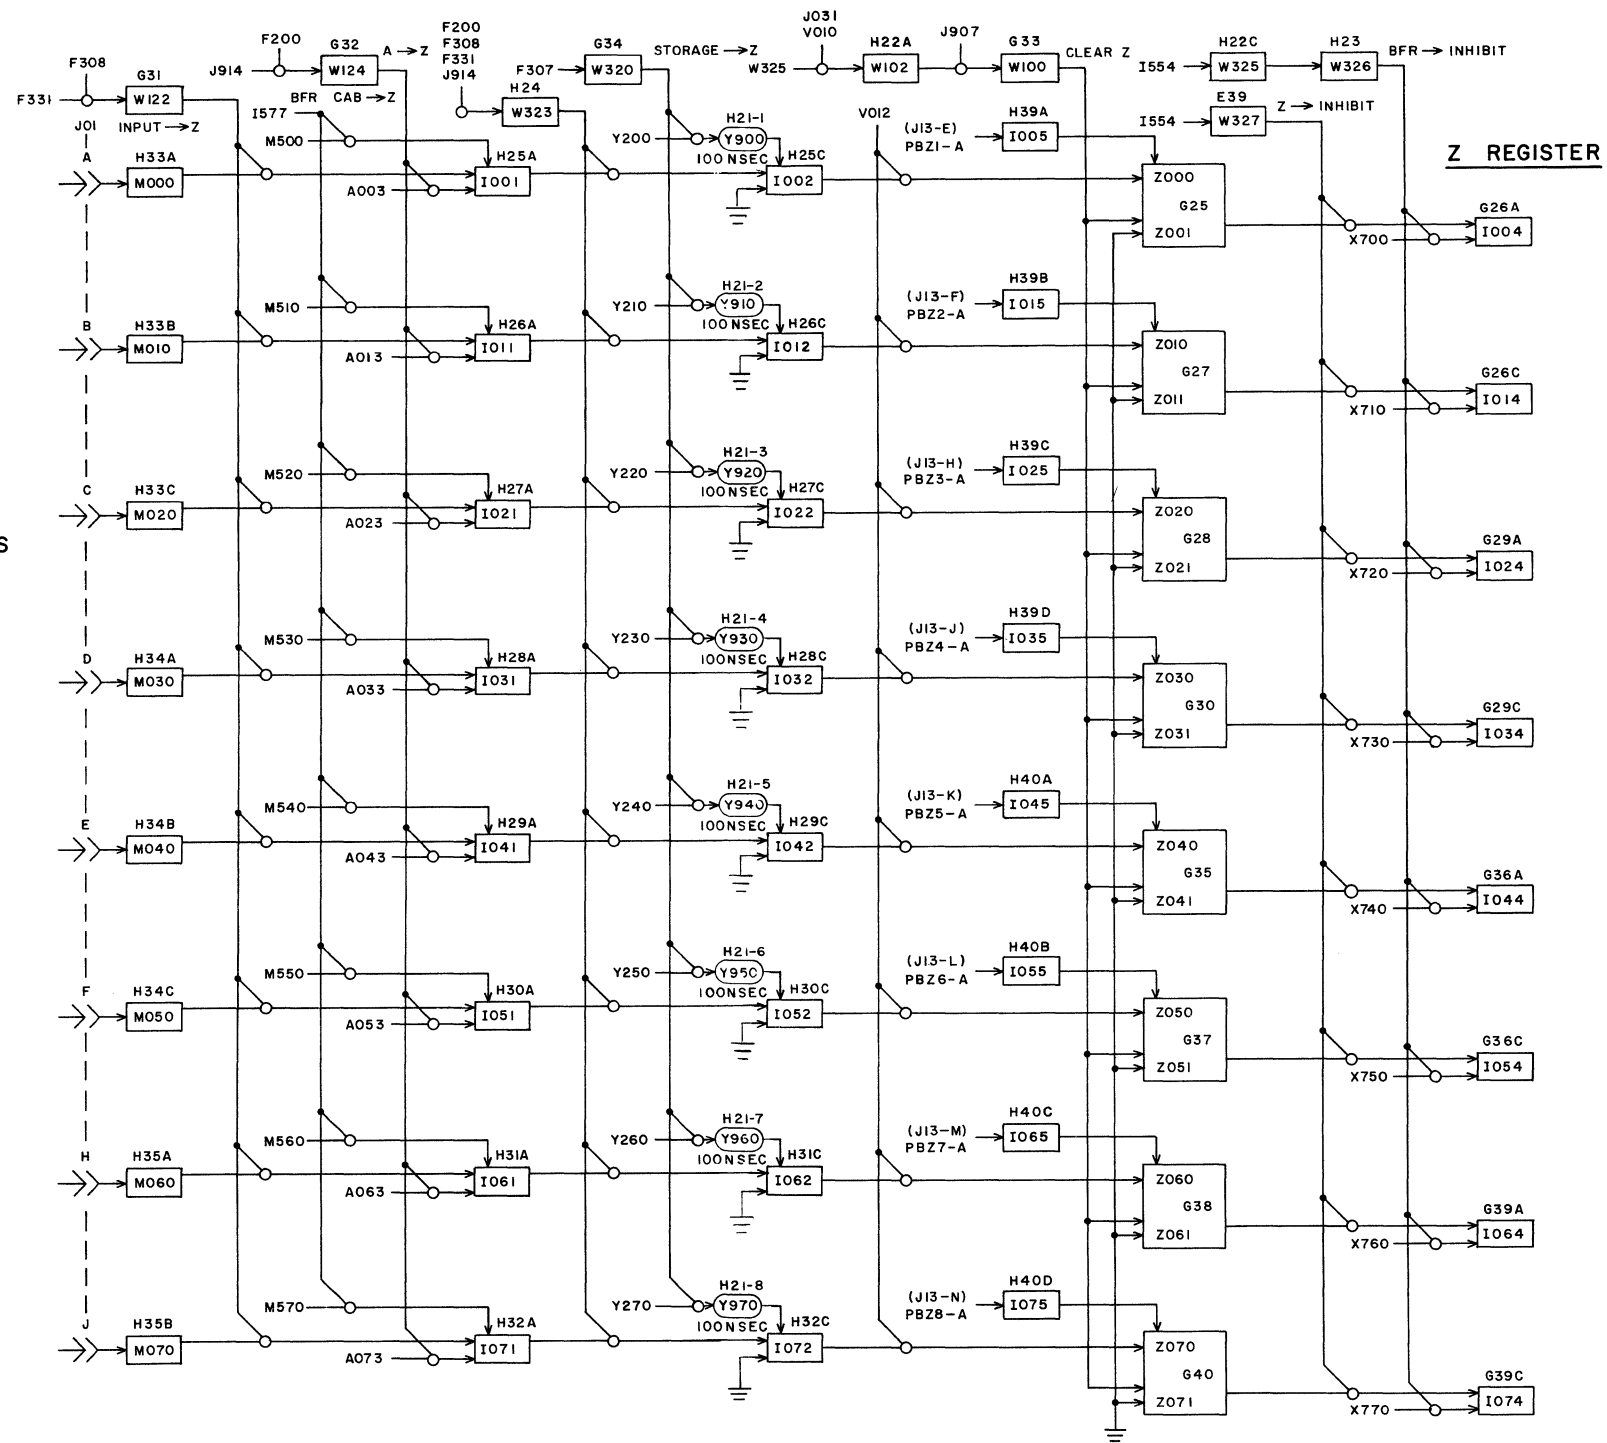 J031
V010
F200
F200
F308
F331
J914
J907
G32
A → Z
G34
STORAGE → Z
H22A
G33
CLEAR Z
H22C
H23
BFR → INHIBIT
F308
G31
J914
W124
F307
W320
W325
W102
W100
I554
W325
W326
F331
W122
BFR CAB → Z
H24
W323
E39
Z → INHIBIT
I554
W327
J01
INPUT → Z
I577
V012
Z REGISTER
A
H33A
M000
M500
A003
H25A
I001
Y200
H21-1
Y900
100 NSEC
H25C
I002
(J13-E)
PBZ1-A
H39A
I005
Z000
G25
Z001
X700
G26A
I004
B
H33B
M010
M510
A013
H26A
I011
Y210
H21-2
Y910
100 NSEC
H26C
I012
(J13-F)
PBZ2-A
H39B
I015
Z010
G27
Z011
X710
G26C
I014
C
H33C
M020
M520
A023
H27A
I021
Y220
H21-3
Y920
100 NSEC
H27C
I022
(J13-H)
PBZ3-A
H39C
I025
Z020
G28
Z021
X720
G29A
I024
S
D
H34A
M030
M530
A033
H28A
I031
Y230
H21-4
Y930
100 NSEC
H28C
I032
(J13-J)
PBZ4-A
H39D
I035
Z030
G30
Z031
X730
G29C
I034
E
H34B
M040
M540
A043
H29A
I041
Y240
H21-5
Y940
100 NSEC
H29C
I042
(J13-K)
PBZ5-A
H40A
I045
Z040
G35
Z041
X740
G36A
I044
F
H34C
M050
M550
A053
H30A
I051
Y250
H21-6
Y950
100 NSEC
H30C
I052
(J13-L)
PBZ6-A
H40B
I055
Z050
G37
Z051
X750
G36C
I054
H
H35A
M060
M560
A063
H31A
I061
Y260
H21-7
Y960
100 NSEC
H31C
I062
(J13-M)
PBZ7-A
H40C
I065
Z060
G38
Z061
X760
G39A
I064
J
H35B
M070
M570
A073
H32A
I071
Y270
H21-8
Y970
100 NSEC
H32C
I072
(J13-N)
PBZ8-A
H40D
I075
Z070
G40
Z071
X770
G39C
I074